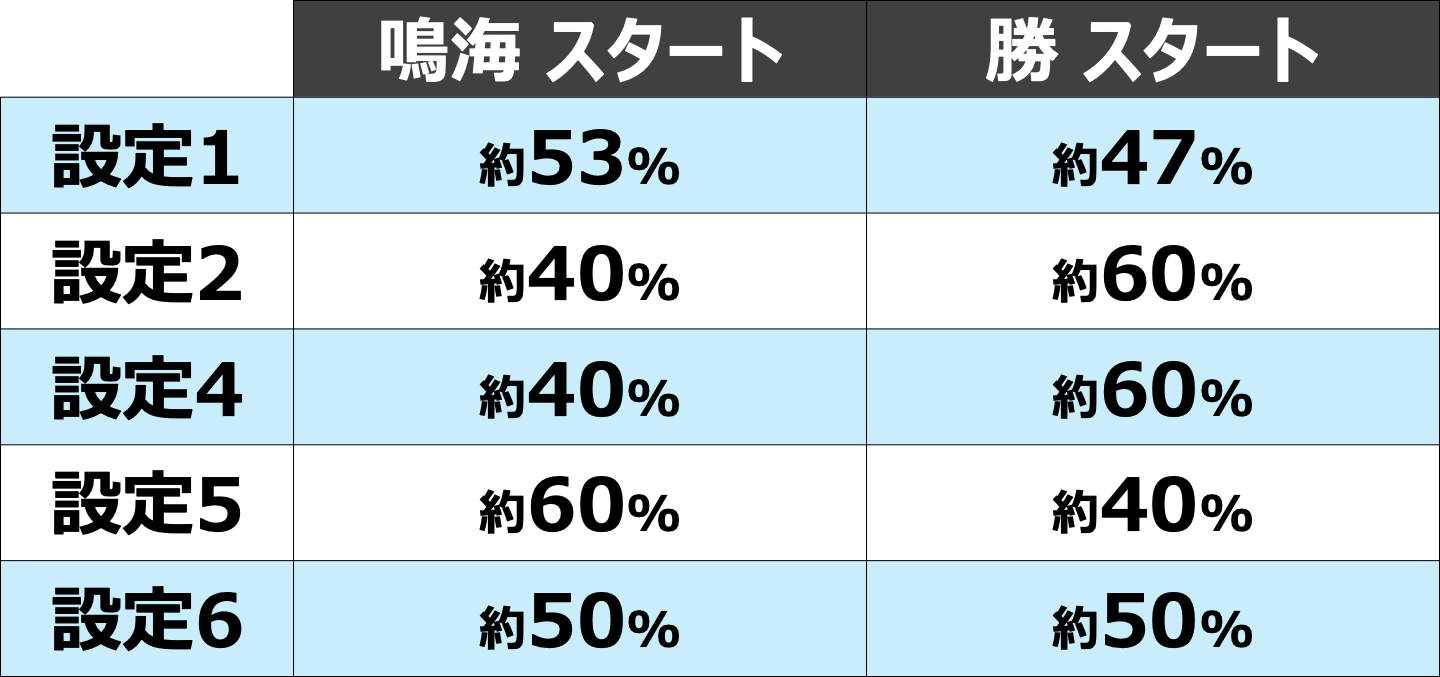 鳴海 スタート 勝 スタート
設定1 約53% 約47%
設定2 約40% 約60%
設定4 約40% 約60%
設定5 約60% 約40%
設定6 約50% 約50%